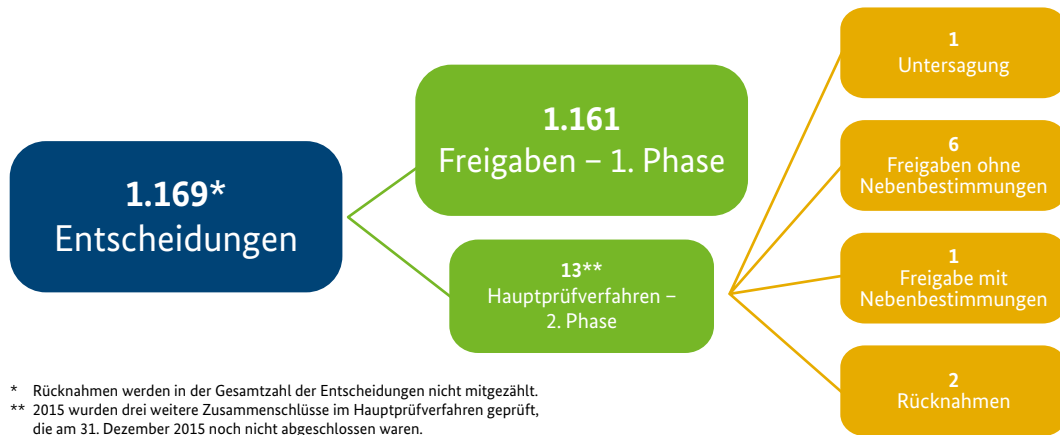 1.169*
Entscheidungen
1.161
Freigaben – 1. Phase
13**
Hauptprüfverfahren –
2. Phase
1
Untersagung
6
Freigaben ohne
Nebenbestimmungen
1
Freigabe mit
Nebenbestimmungen
2
Rücknahmen
* Rücknahmen werden in der Gesamtzahl der Entscheidungen nicht mitgezählt.
** 2015 wurden drei weitere Zusammenschlüsse im Hauptprüfverfahren geprüft,
die am 31. Dezember 2015 noch nicht abgeschlossen waren.